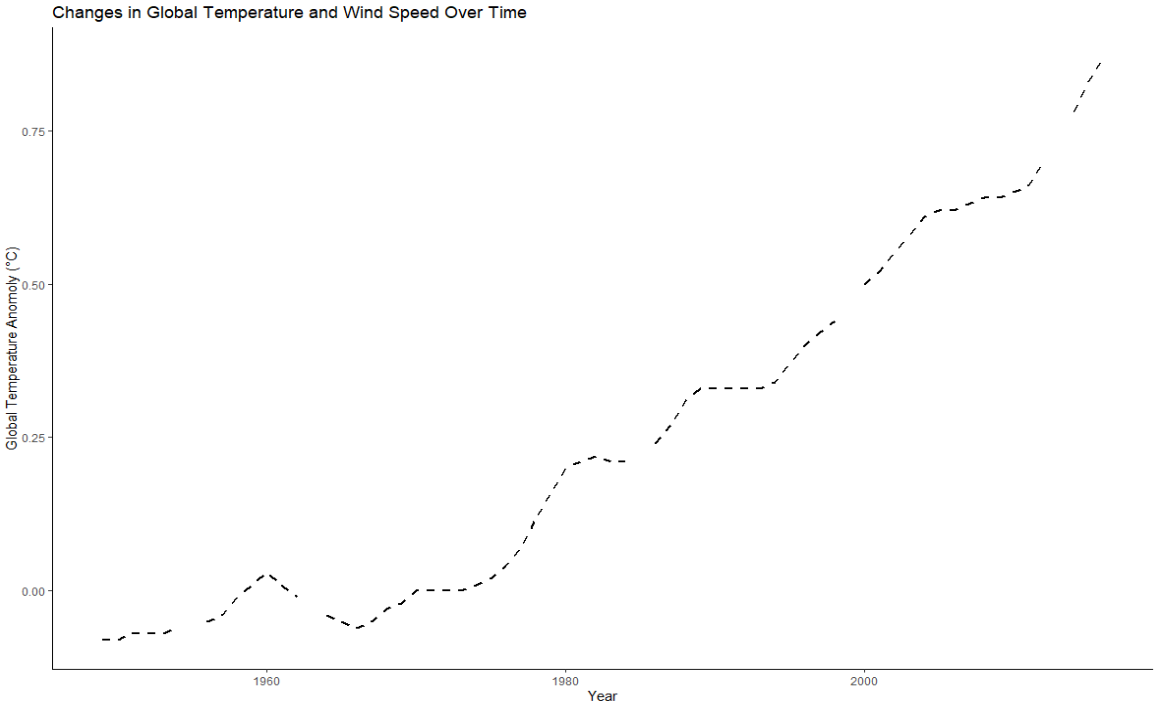 Changes in Global Temperature and Wind Speed Over Time
Global Temperature Anomoly (°C)
0.75
0.50
0.25
0.00
1960
1980
2000
Year